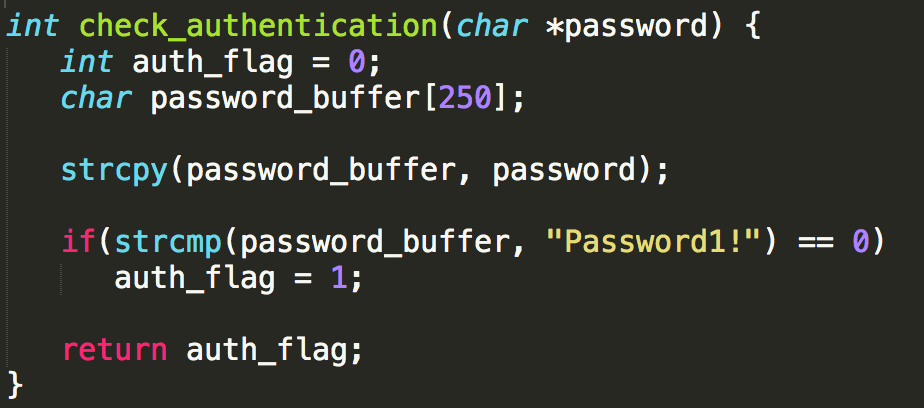 int check_authentication(char *password) {
int auth_flag = 0;
char password_buffer[250];
strcpy(password_buffer, password);
if(strcmp(password_buffer, "Password1!") == 0)
auth_flag = 1;
return auth_flag;
}